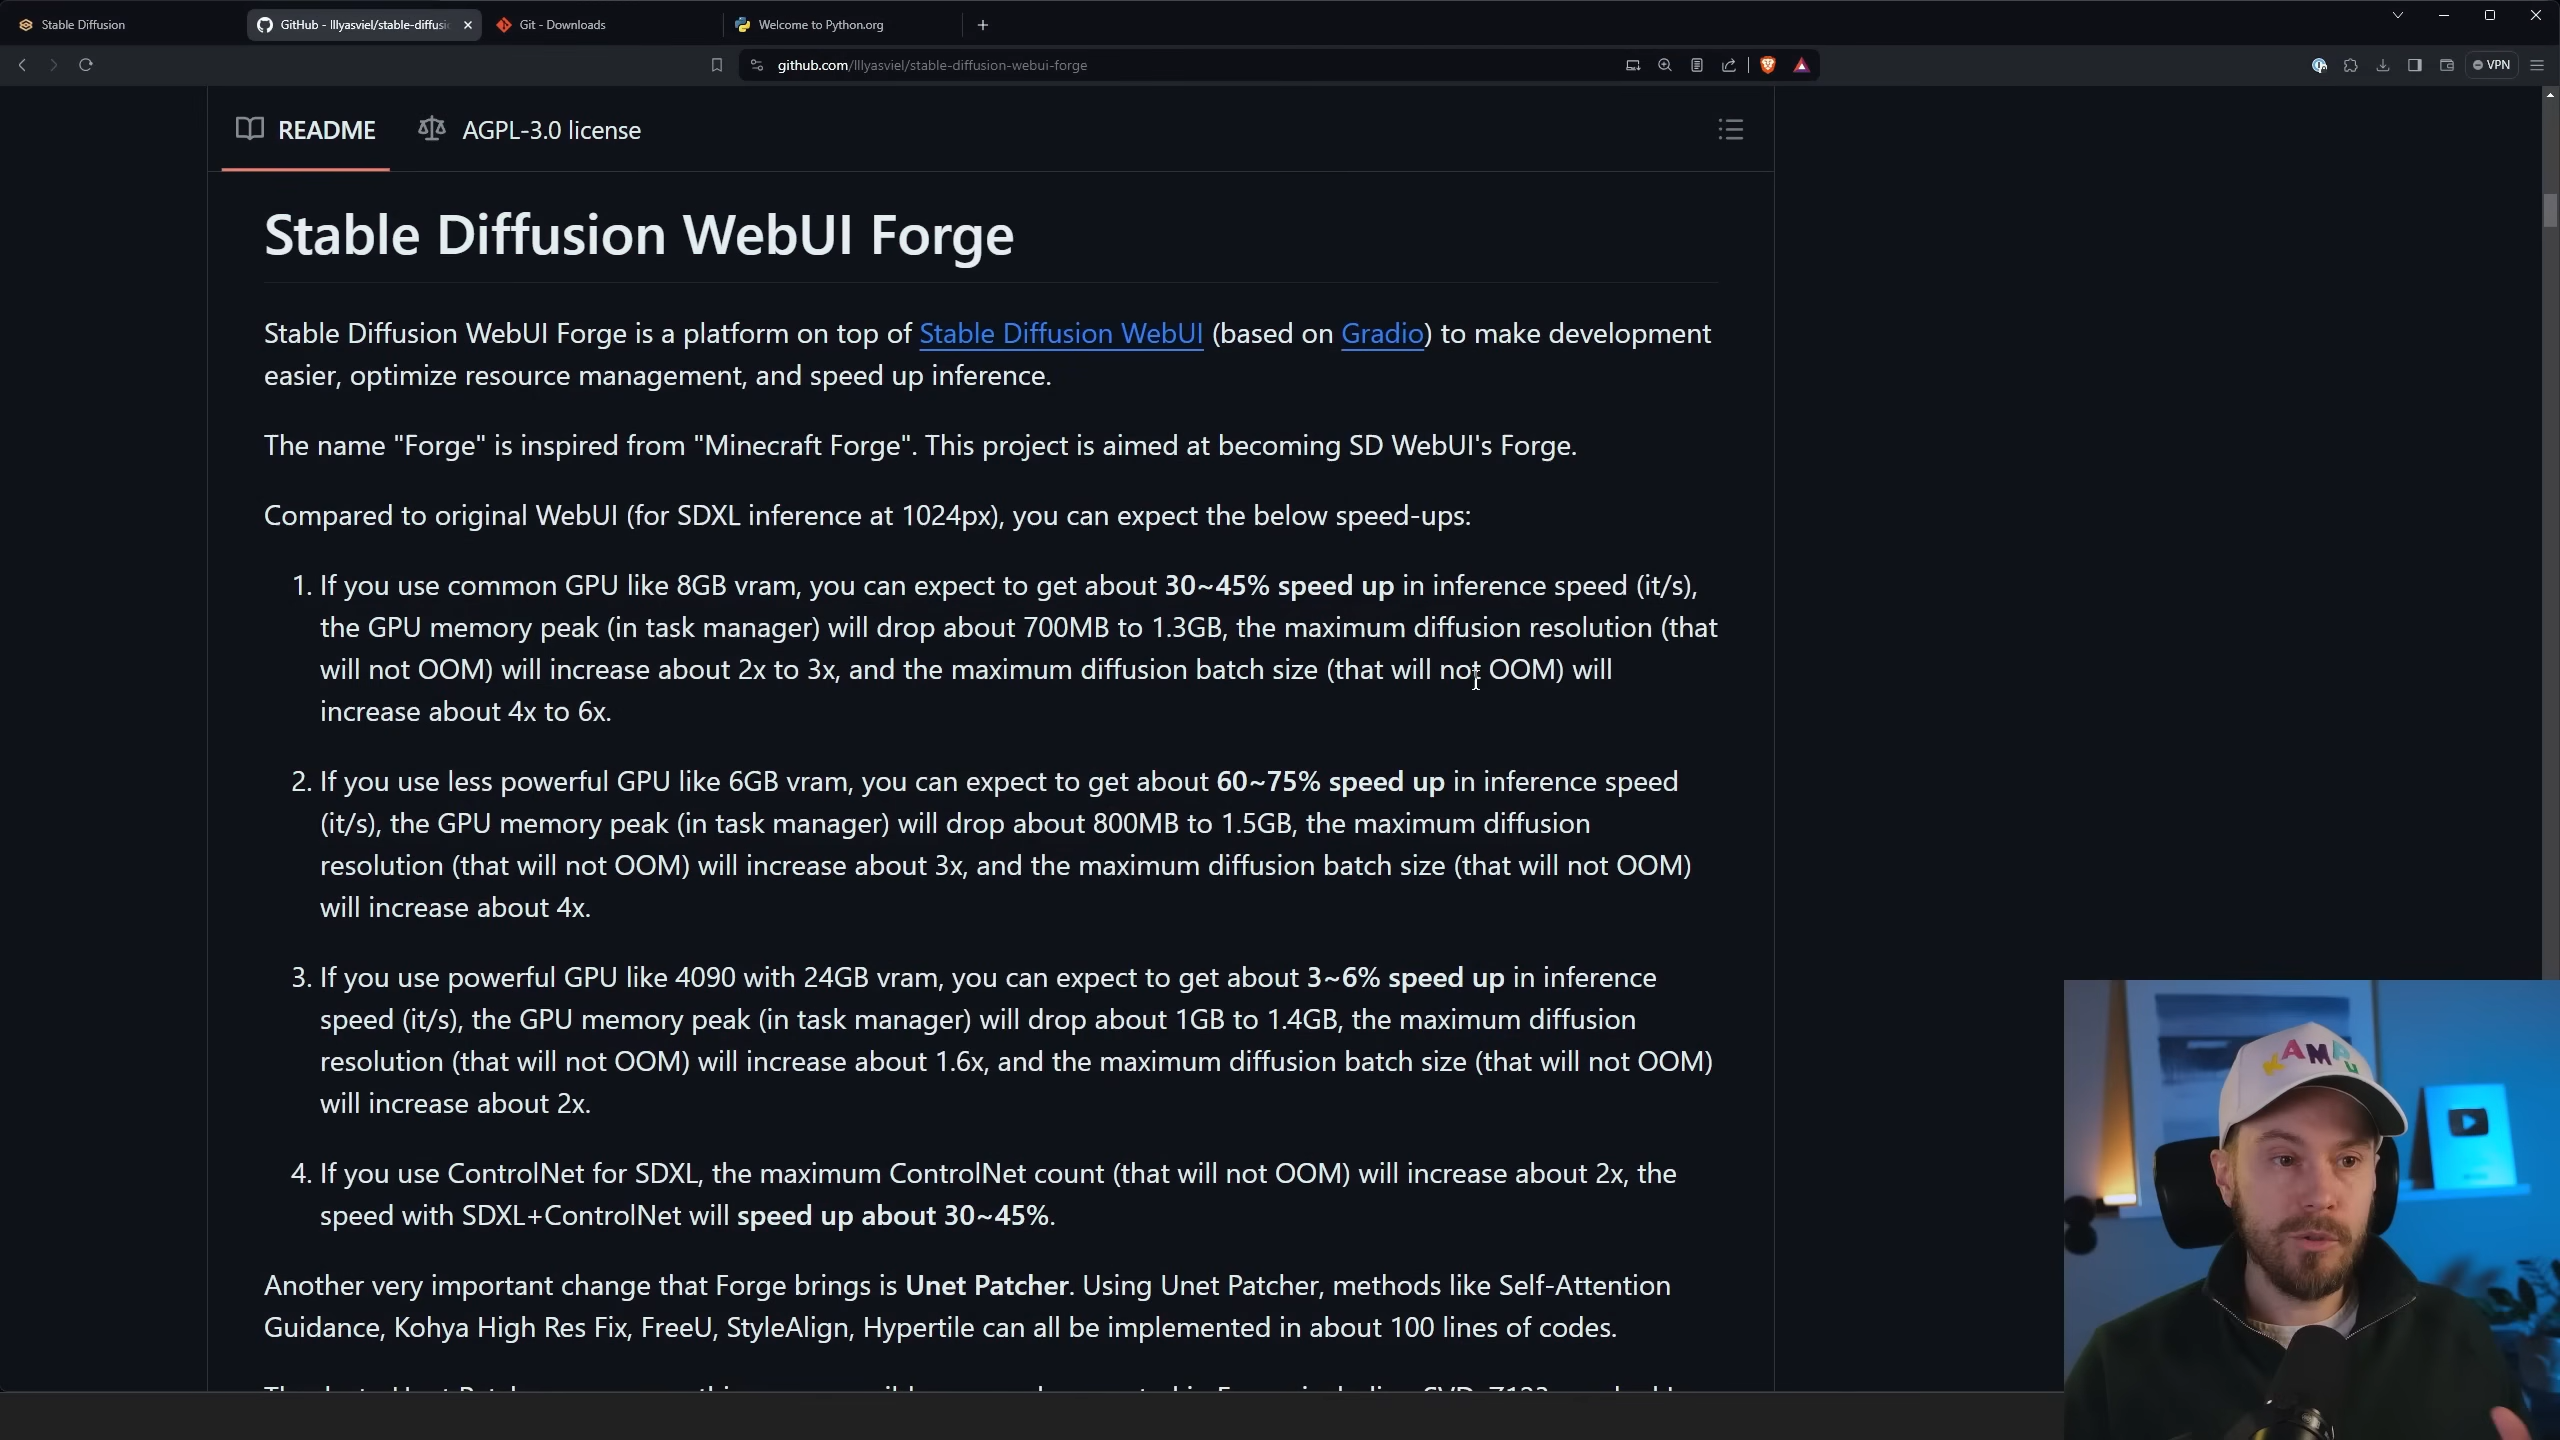 Stable Diffusion
GitHub - lllyasviel/stable-diffusi
Git - Downloads
Welcome to Python.org
github.com/lllyasviel/stable-diffusion-webui-forge
VPN
README
AGPL-3.0 license
Stable Diffusion WebUI Forge
Stable Diffusion WebUI Forge is a platform on top of Stable Diffusion WebUI (based on Gradio) to make development
easier, optimize resource management, and speed up inference.
The name "Forge" is inspired from "Minecraft Forge". This project is aimed at becoming SD WebUI's Forge.
Compared to original WebUI (for SDXL inference at 1024px), you can expect the below speed-ups:
1. If you use common GPU like 8GB vram, you can expect to get about 30~45% speed up in inference speed (it/s),
the GPU memory peak (in task manager) will drop about 700MB to 1.3GB, the maximum diffusion resolution (that
will not OOM) will increase about 2x to 3x, and the maximum diffusion batch size (that will not OOM) will
increase about 4x to 6x.
2. If you use less powerful GPU like 6GB vram, you can expect to get about 60~75% speed up in inference speed
(it/s), the GPU memory peak (in task manager) will drop about 800MB to 1.5GB, the maximum diffusion
resolution (that will not OOM) will increase about 3x, and the maximum diffusion batch size (that will not OOM)
will increase about 4x.
3. If you use powerful GPU like 4090 with 24GB vram, you can expect to get about 3~6% speed up in inference
speed (it/s), the GPU memory peak (in task manager) will drop about 1GB to 1.4GB, the maximum diffusion
resolution (that will not OOM) will increase about 1.6x, and the maximum diffusion batch size (that will not OOM)
will increase about 2x.
4. If you use ControlNet for SDXL, the maximum ControlNet count (that will not OOM) will increase about 2x, the
speed with SDXL+ControlNet will speed up about 30~45%.
Another very important change that Forge brings is Unet Patcher. Using Unet Patcher, methods like Self-Attention
Guidance, Kohya High Res Fix, FreeU, StyleAlign, Hypertile can all be implemented in about 100 lines of codes.
KAMPU